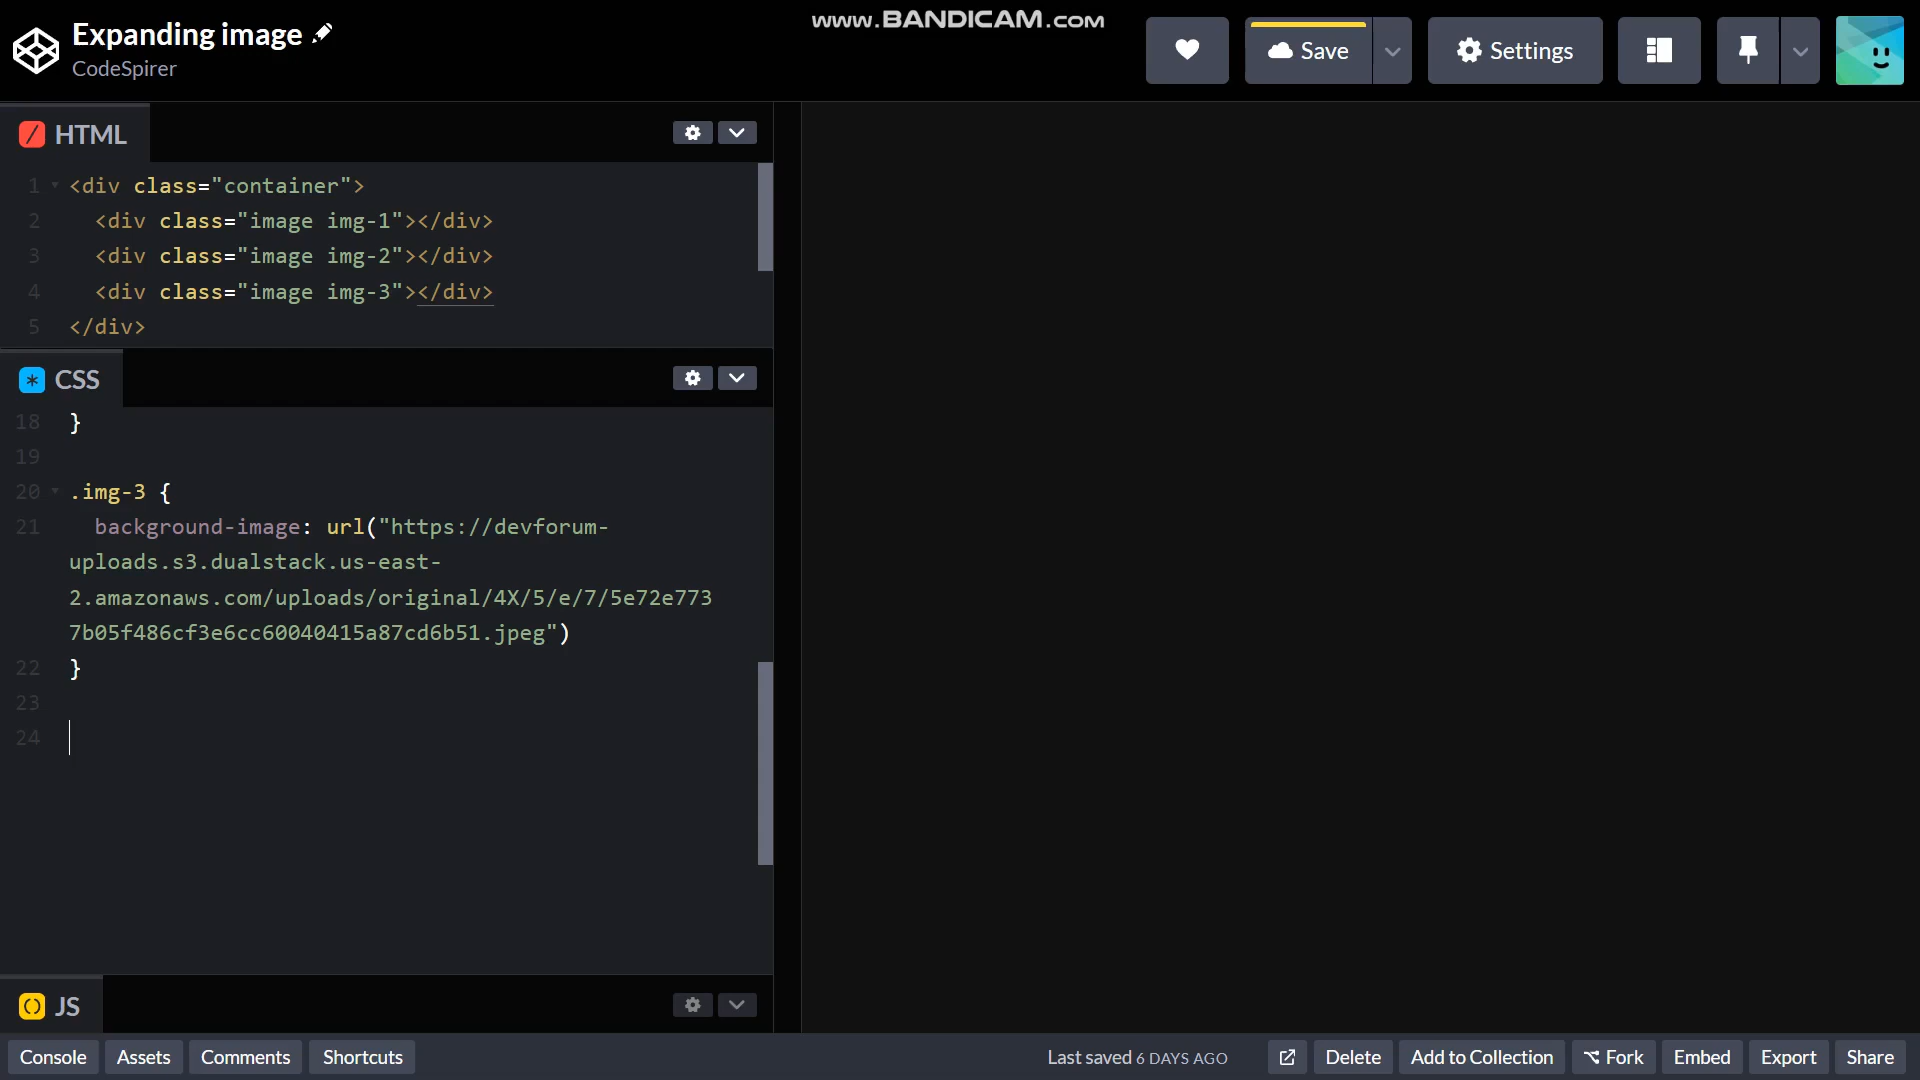 www.BANDICAM.com
Expanding image
CodeSpirer
Save
Settings
HTML
1 <div class="container">
2 <div class="image img-1"></div>
3 <div class="image img-2"></div>
4 <div class="image img-3"></div>
5 </div>
CSS
18 }
19
20 .img-3 {
21 background-image: url("https://devforum-
uploads.s3.dualstack.us-east-
2.amazonaws.com/uploads/original/4X/5/e/7/5e72e773
7b05f486cf3e6cc60040415a87cd6b51.jpeg")
22 }
23
24
JS
Console Assets Comments Shortcuts Last saved 6 DAYS AGO Delete Add to Collection Fork Embed Export Share